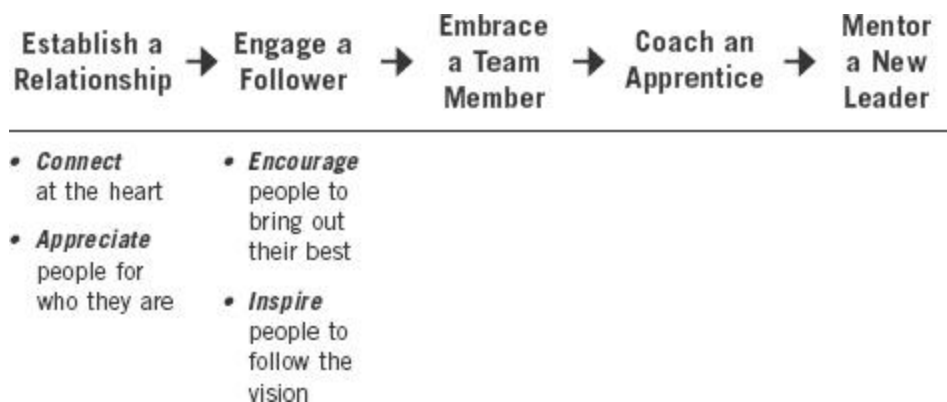 Establish a
Relationship
Engage a
Follower
Embrace
a Team
Member
Coach an
Apprentice
Mentor
a New
Leader
• Connect
at the heart
• Appreciate
people for
who they are
• Encourage
people to
bring out
their best
• Inspire
people to
follow the
vision